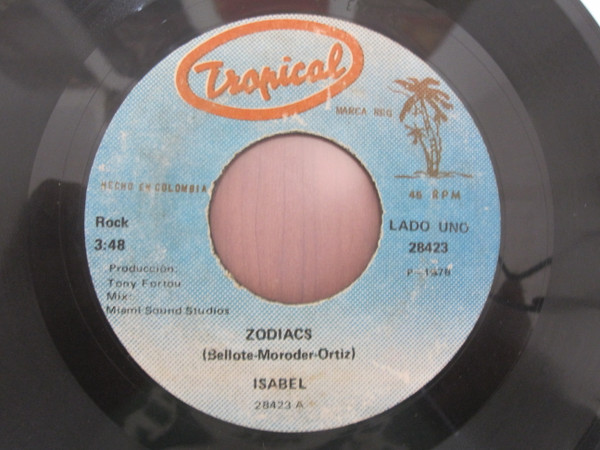 Tropical
MARCA REG
HECHO EN COLOMBIA
45 RPM
Rock
3:48
LADO UNO
28423
Producción:
Tony Fortou
Mix:
Miami Sound Studios
P-1978
ZODIACS
(Bellote-Moroder-Ortiz)
ISABEL
28423 A